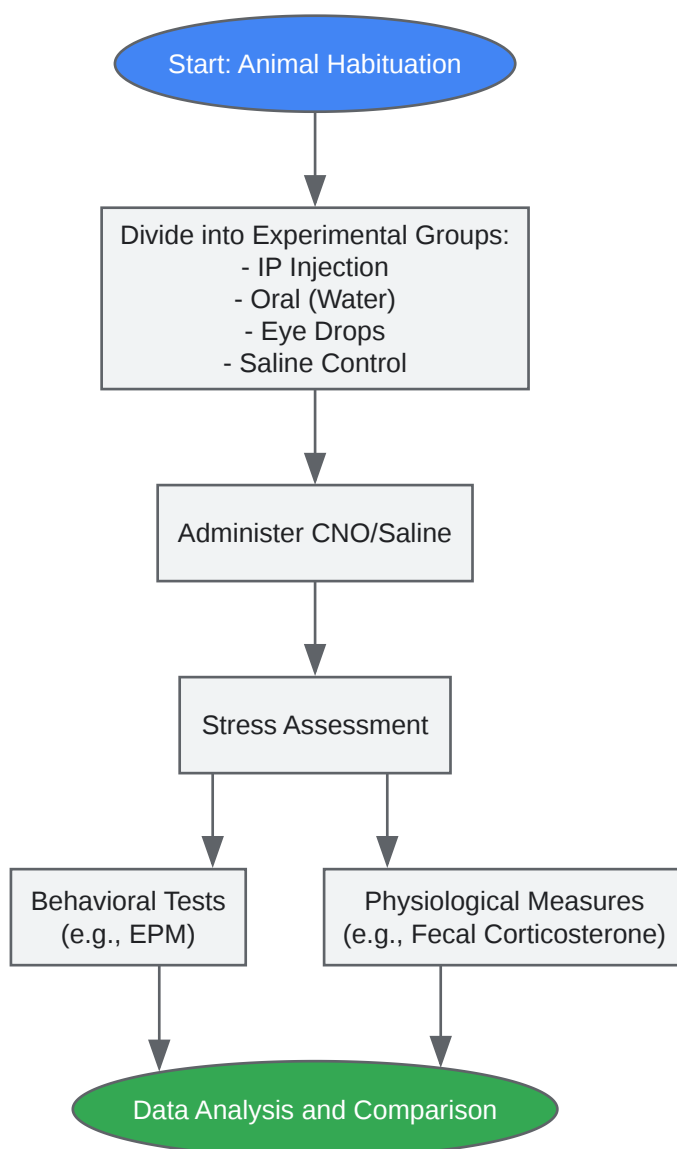 Start: Animal Habituation
Divide into Experimental Groups:
- IP Injection
- Oral (Water)
- Eye Drops
- Saline Control
Administer CNO/Saline
Stress Assessment
Behavioral Tests
(e.g., EPM)
Physiological Measures
(e.g., Fecal Corticosterone)
Data Analysis and Comparison